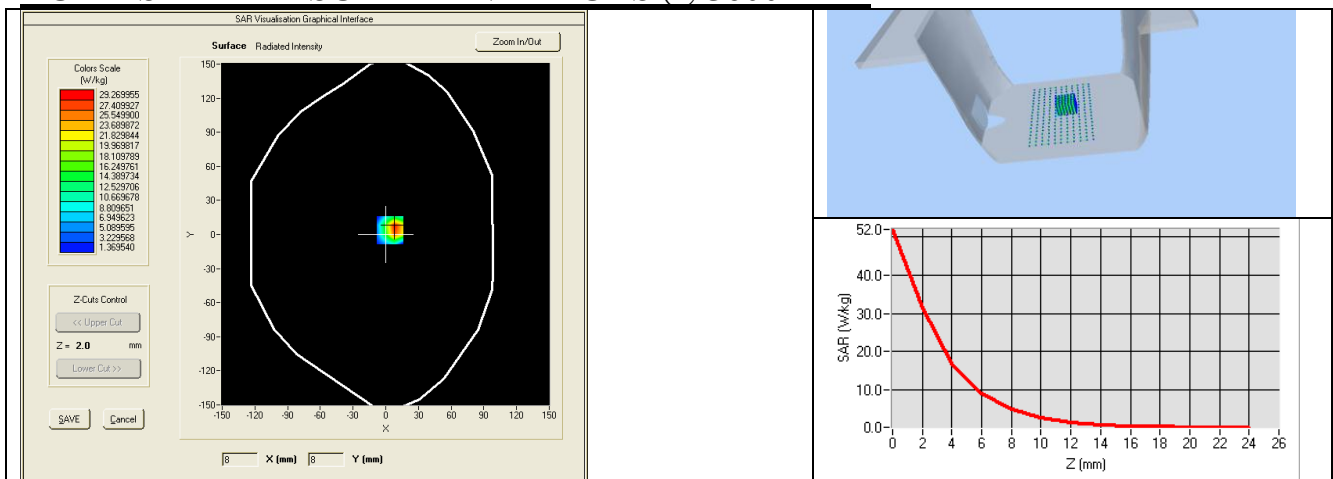 SAR Visualisation Graphical Interface
Surface Radiated Intensity
Zoom In/Out
Colors Scale
(W/kg)
29.269955
27.409927
25.549900
23.689872
21.829844
19.969817
18.109789
16.249761
14.389734
12.529706
10.669678
8.809651
6.949623
5.089595
3.229568
1.369540
Z-Cuts Control
<< Upper Cut
Z = 2.0 mm
Lower Cut >>
SAVE Cancel
150
120
90
60
30
0
-30
-60
-90
-120
-150
Y
-150 -120 -90 -60 -30 0 30 60 90 120 150
X
8 X (mm) 8 Y (mm)
52.0
40.0
30.0
20.0
10.0
0.0
SAR (W/kg)
0 2 4 6 8 10 12 14 16 18 20 22 24 26
Z (mm)